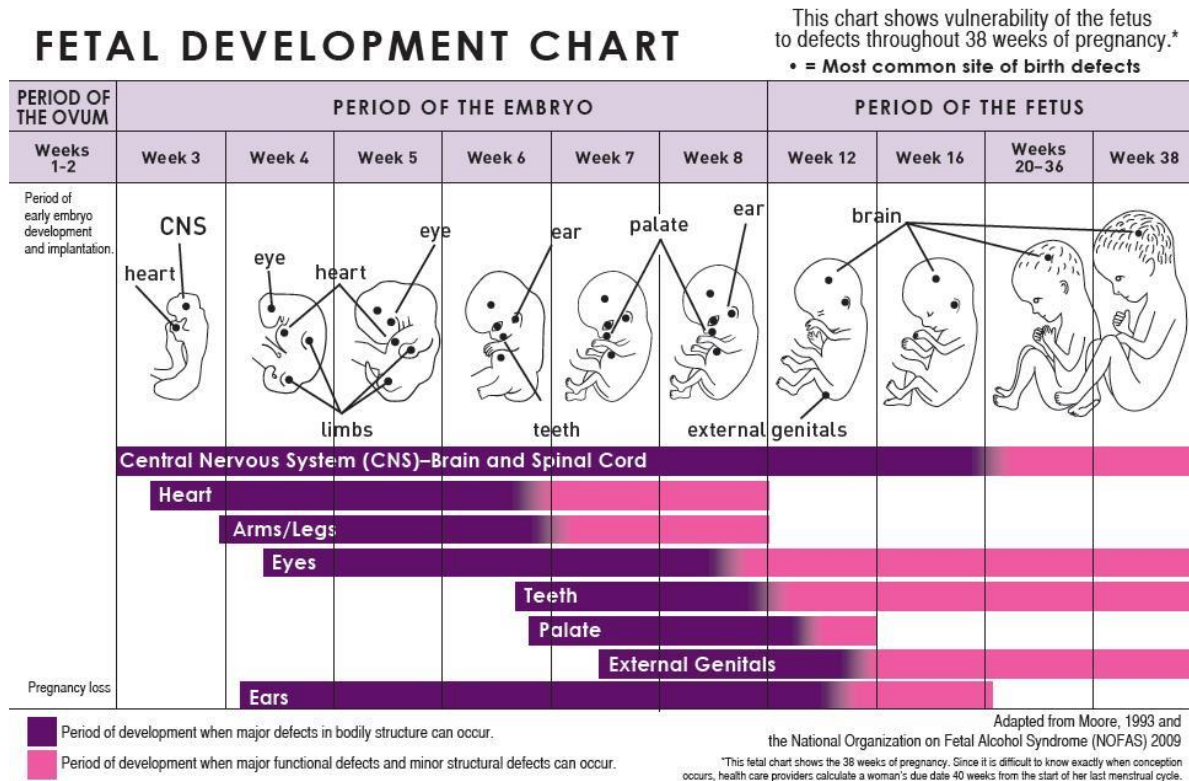 FETAL DEVELOPMENT CHART
This chart shows vulnerability of the fetus
to defects throughout 38 weeks of pregnancy.*
• = Most common site of birth defects
PERIOD OF
THE OVUM
PERIOD OF THE EMBRYO
PERIOD OF THE FETUS
Weeks
1-2
Week 3
Week 4
Week 5
Week 6
Week 7
Week 8
Week 12
Week 16
Weeks
20–36
Week 38
Period of
early embryo
development
and implantation.
CNS
heart
eye
heart
eye
limbs
ear
teeth
palate
ear
external genitals
brain
Central Nervous System (CNS)–Brain and Spinal Cord
Heart
Arms/Legs
Eyes
Teeth
Palate
External Genitals
Pregnancy loss
Ears
Period of development when major defects in bodily structure can occur.
Period of development when major functional defects and minor structural defects can occur.
Adapted from Moore, 1993 and
the National Organization on Fetal Alcohol Syndrome (NOFAS) 2009
*This fetal chart shows the 38 weeks of pregnancy. Since it is difficult to know exactly when conception
occurs, health care providers calculate a woman's due date 40 weeks from the start of her last menstrual cycle.